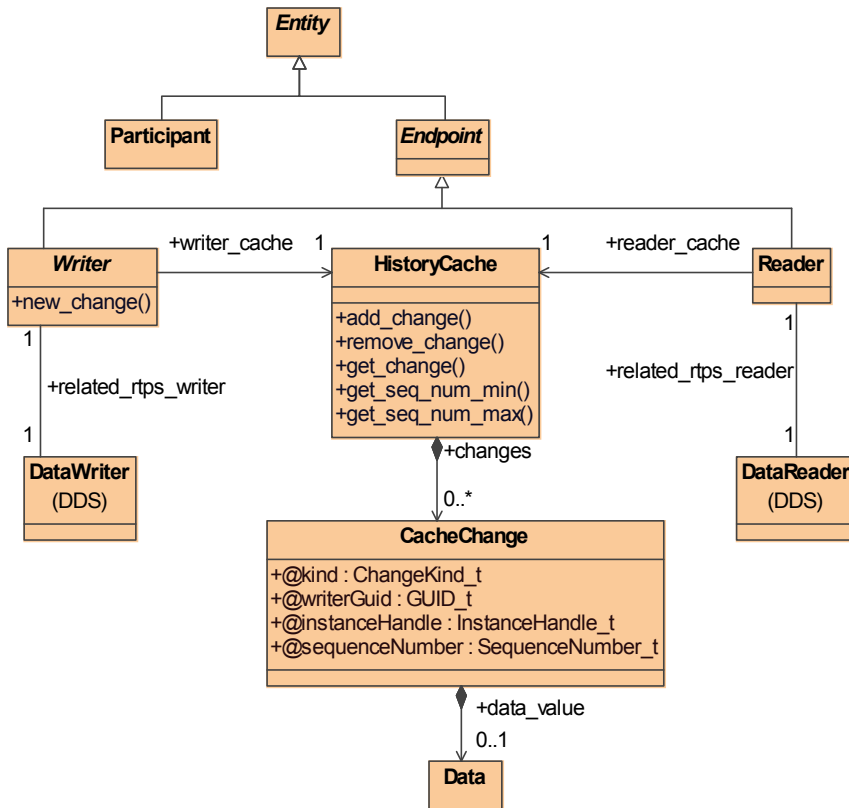 Entity
Participant
Endpoint
+writer_cache
1
1
+reader_cache
Writer
HistoryCache
Reader
+new_change()
+add_change()
+remove_change()
+get_change()
+get_seq_num_min()
+get_seq_num_max()
1
1
+related_rtps_writer
+related_rtps_reader
1
1
+changes
DataWriter
(DDS)
DataReader
(DDS)
0..*
CacheChange
+@kind : ChangeKind_t
+@writerGuid : GUID_t
+@instanceHandle : InstanceHandle_t
+@sequenceNumber : SequenceNumber_t
+data_value
0..1
Data